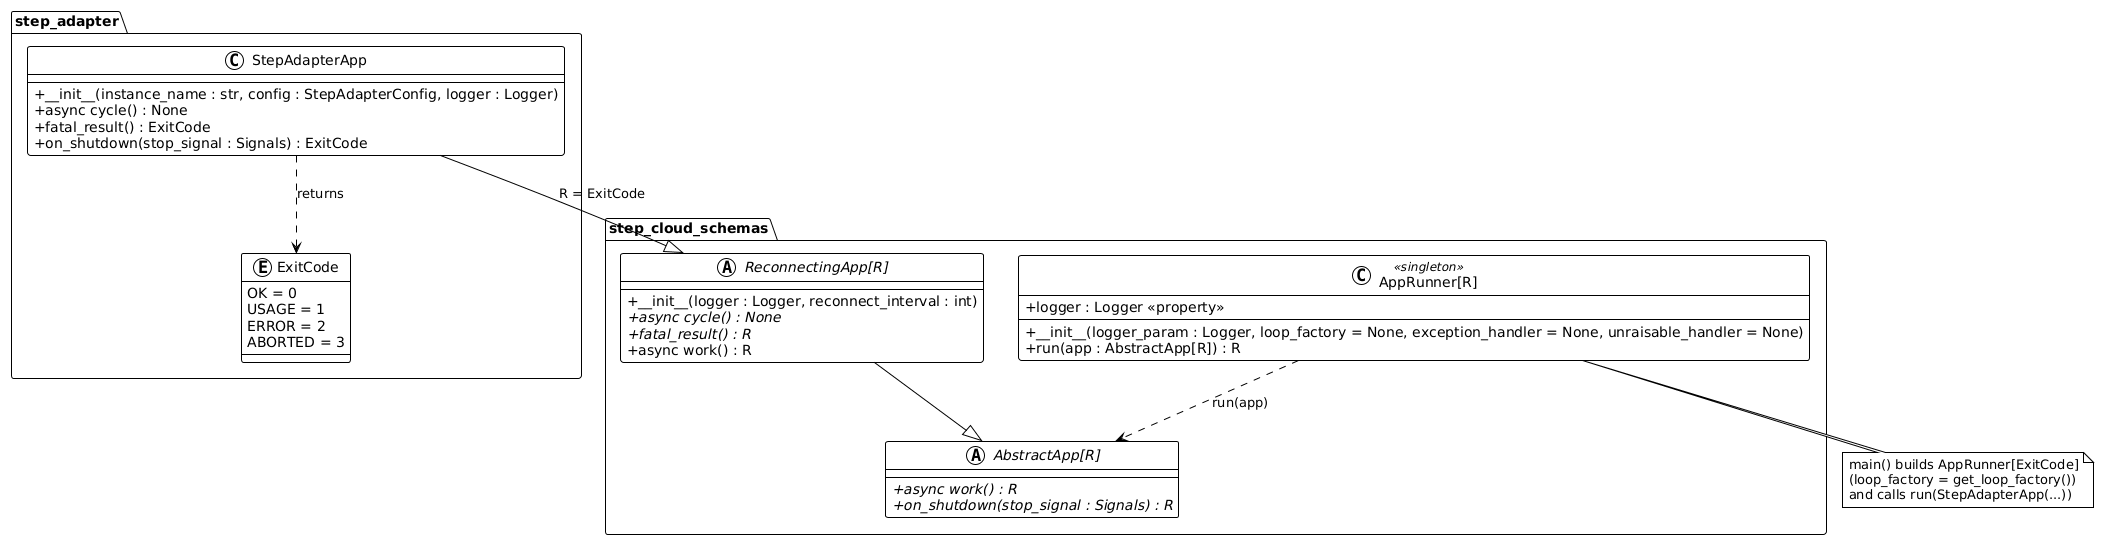 step_adapter
C StepAdapterApp
+__init__(instance_name : str, config : StepAdapterConfig, logger : Logger)
+async cycle() : None
+fatal_result() : ExitCode
+on_shutdown(stop_signal : Signals) : ExitCode
returns
R = ExitCode
E ExitCode
OK = 0
USAGE = 1
ERROR = 2
ABORTED = 3
step_cloud_schemas
A ReconnectingApp[R]
+__init__(logger : Logger, reconnect_interval : int)
+async cycle() : None
+fatal_result() : R
+async work() : R
«singleton»
C AppRunner[R]
+logger : Logger «property»
+__init__(logger_param : Logger, loop_factory = None, exception_handler = None, unraisable_handler = None)
+run(app : AbstractApp[R]) : R
run(app)
A AbstractApp[R]
+async work() : R
+on_shutdown(stop_signal : Signals) : R
main() builds AppRunner[ExitCode]
(loop_factory = get_loop_factory())
and calls run(StepAdapterApp(...))